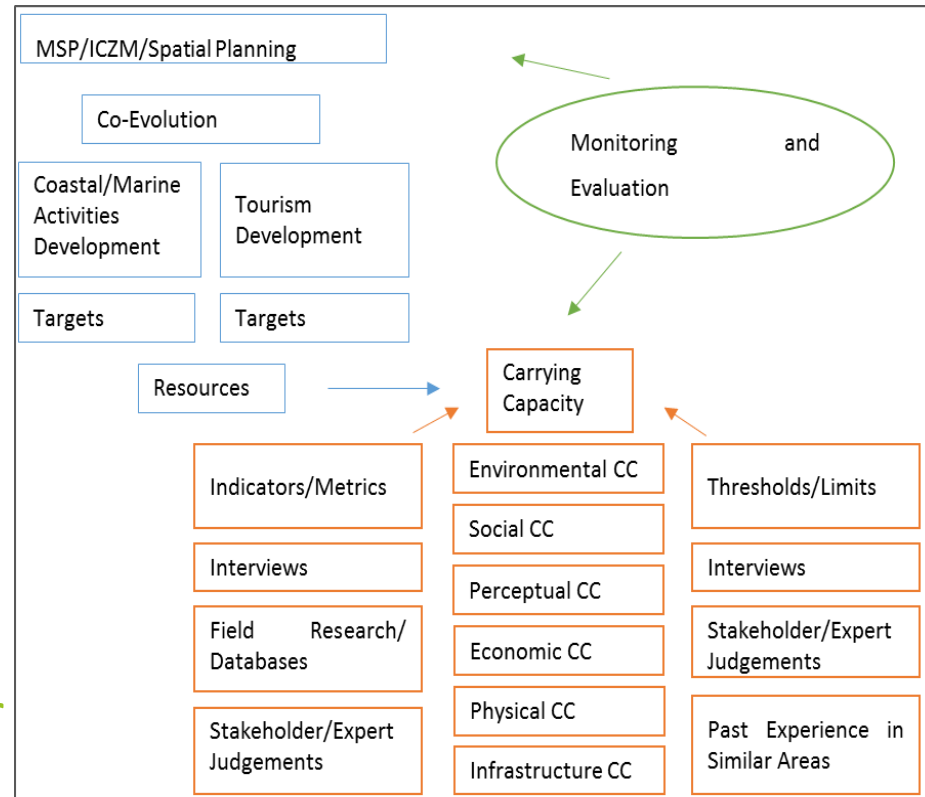 MSP/ICZM/Spatial Planning
Co-Evolution
Monitoring and
Evaluation
Coastal/Marine
Activities
Development
Tourism
Development
Targets
Targets
Resources
Carrying
Capacity
Indicators/Metrics
Interviews
Field Research/
Databases
Stakeholder/Expert
Judgements
Environmental CC
Social CC
Perceptual CC
Economic CC
Physical CC
Infrastructure CC
Thresholds/Limits
Interviews
Stakeholder/Expert
Judgements
Past Experience in
Similar Areas